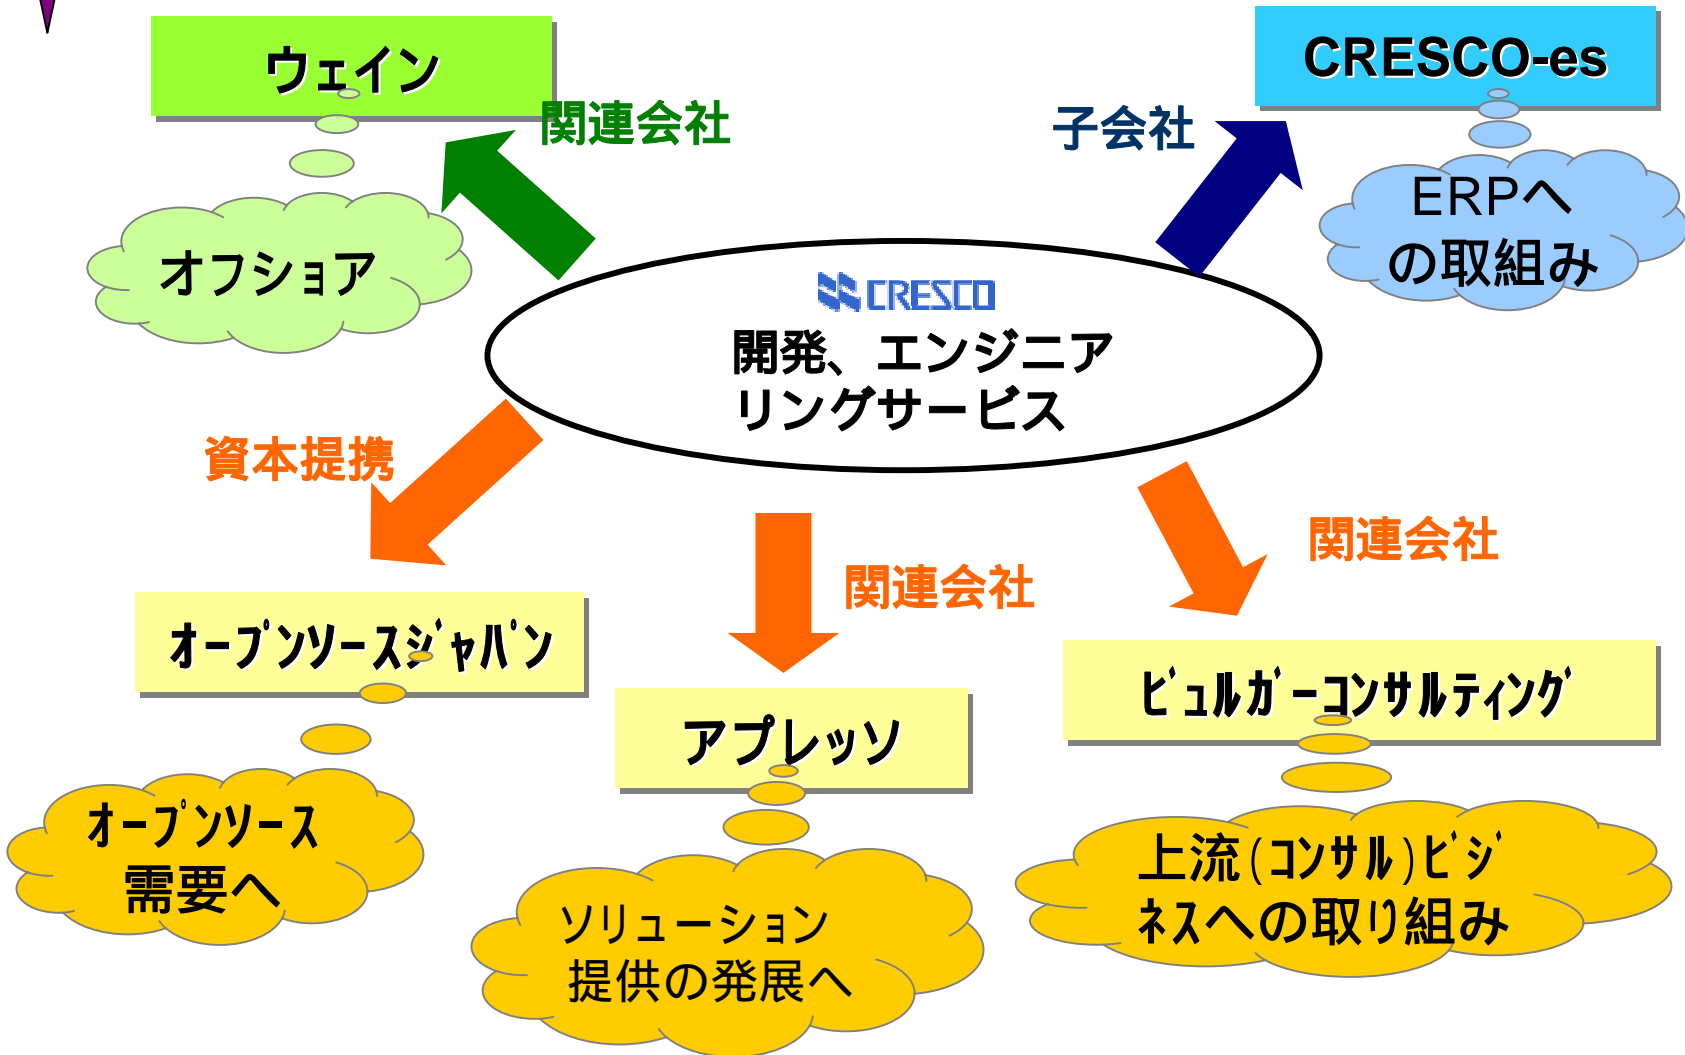 ウェイン
CRESCO-es
関連会社
子会社
ERPへ
の取組み
オフショア
CRESCO
開発、エンジニア
リングサービス
資本提携
関連会社
関連会社
ｵｰﾌﾟﾝｿｰｽｼﾞｬﾊﾟﾝ
ﾋﾞｭﾙｶﾞｰｺﾝｻﾙﾃｨﾝｸﾞ
アプレッソ
ｵｰﾌﾟﾝｿｰｽ
需要へ
上流(ｺﾝｻﾙ)ﾋﾞｼﾞ
ﾈｽへの取り組み
ソリューション
提供の発展へ